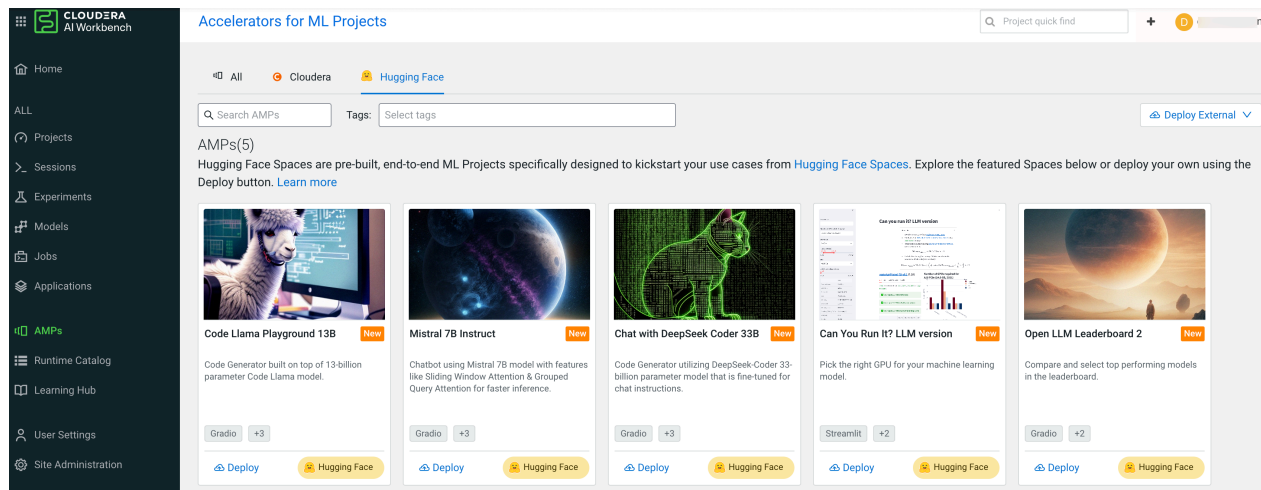 CLOUDERA
AI Workbench
Accelerators for ML Projects
Project quick find
D
Home
ALL
Projects
Sessions
Experiments
Models
Jobs
Applications
AMPs
Runtime Catalog
Learning Hub
User Settings
Site Administration
All
Cloudera
Hugging Face
Search AMPs
Tags:
Select tags
Deploy External
AMPs(5)
Hugging Face Spaces are pre-built, end-to-end ML Projects specifically designed to kickstart your use cases from Hugging Face Spaces. Explore the featured Spaces below or deploy your own using the
Deploy button. Learn more
Code Llama Playground 13B
New
Code Generator built on top of 13-billion
parameter Code Llama model.
Gradio
+3
Deploy
Hugging Face
Mistral 7B Instruct
New
Chatbot using Mistral 7B model with features
like Sliding Window Attention & Grouped
Query Attention for faster inference.
Gradio
+3
Deploy
Hugging Face
Chat with DeepSeek Coder 33B
New
Code Generator utilizing DeepSeek-Coder 33-
billion parameter model that is fine-tuned for
chat instructions.
Gradio
+3
Deploy
Hugging Face
Can you run it? LLM version
Can You Run It? LLM version
New
Pick the right GPU for your machine learning
model.
Streamlit
+2
Deploy
Hugging Face
Open LLM Leaderboard 2
New
Compare and select top performing models
in the leaderboard.
Gradio
+2
Deploy
Hugging Face